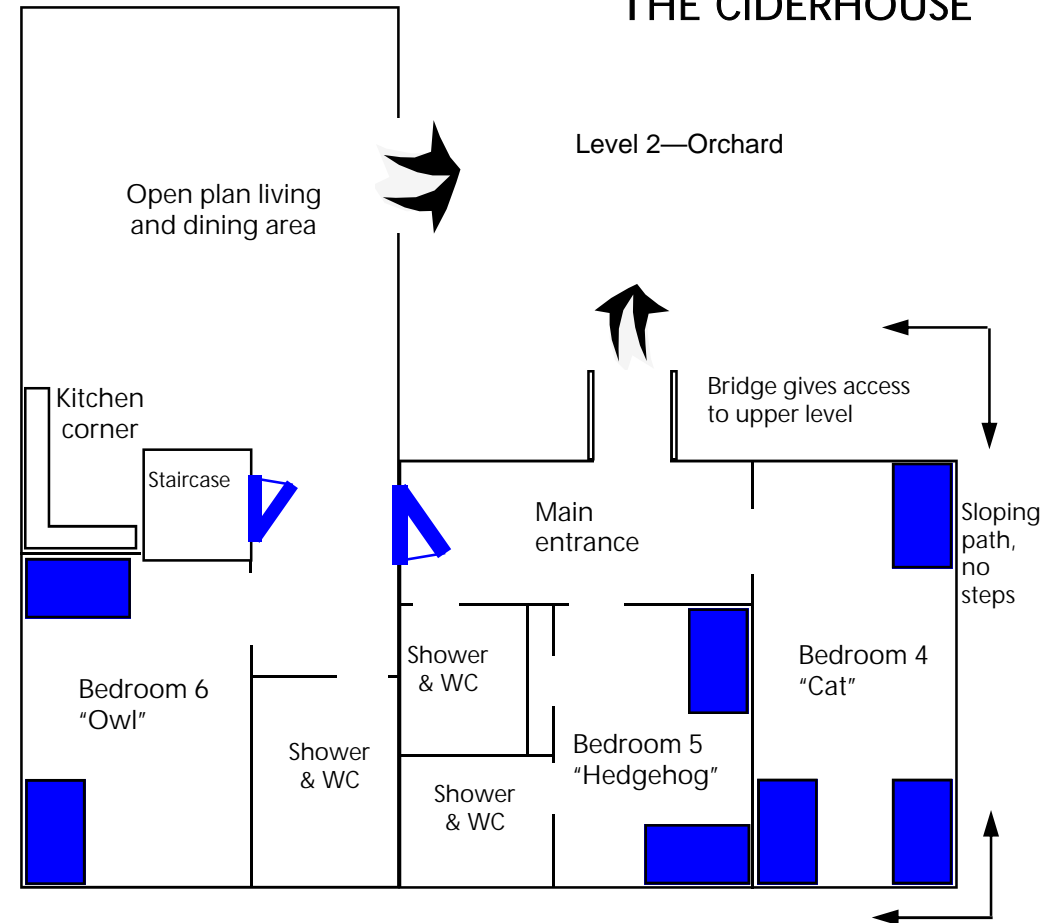 THE CIDERHOUSE
Level 2—Orchard
Open plan living
and dining area
Bridge gives access
to upper level
Kitchen
corner
Staircase
Main
entrance
Sloping
path,
no
steps
Shower
& WC
Bedroom 4
“Cat”
Bedroom 6
“Owl”
Shower
& WC
Bedroom 5
“Hedgehog”
Shower
& WC